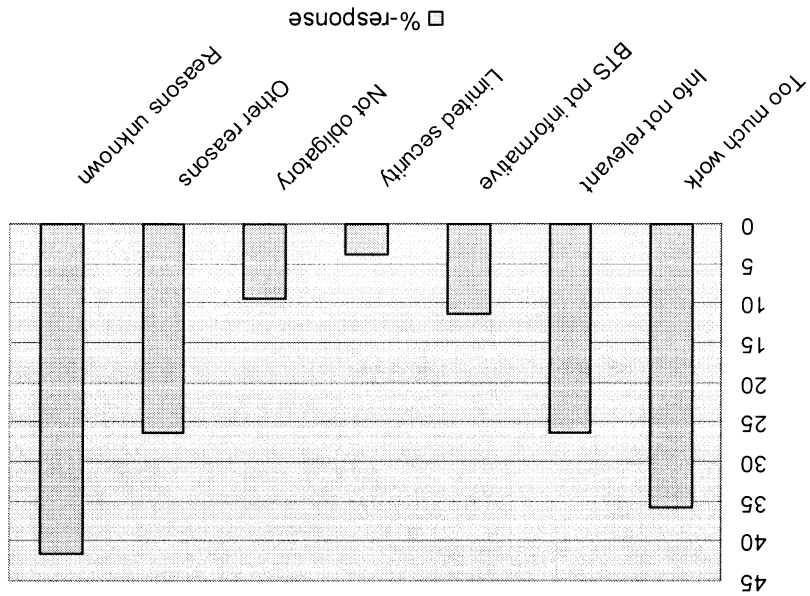 45
40
35
30
25
20
15
10
5
0
Too much work
Info not relevant
BTS not informative
Limited security
Not obligatory
Other reasons
Reasons unknown
%-response